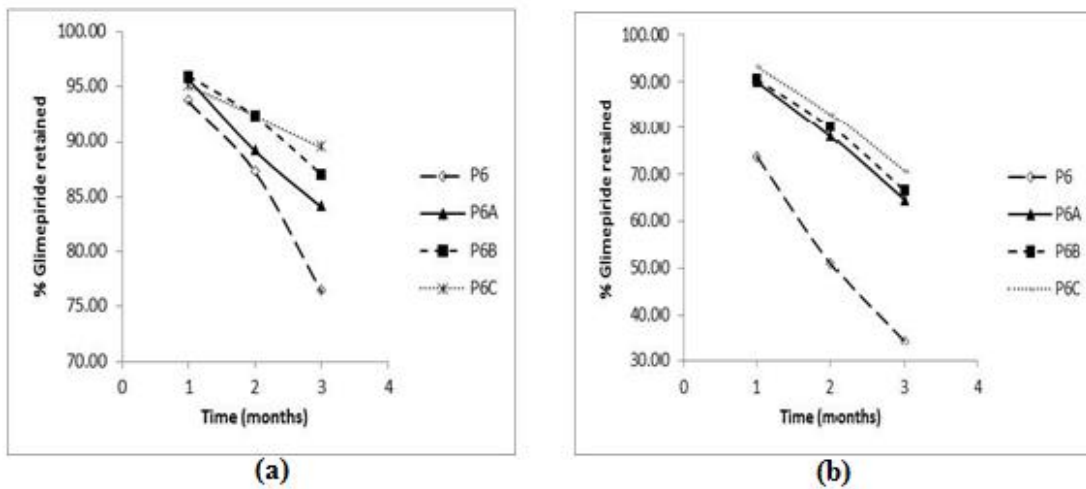 100.00
95.00
90.00
85.00
80.00
75.00
70.00
% Glimepiride retained
0 1 2 3 4
Time (months)
P6
P6A
P6B
P6C
(a)
100.00
90.00
80.00
70.00
60.00
50.00
40.00
30.00
% Glimepiride retained
0 1 2 3 4
Time (months)
P6
P6A
P6B
P6C
(b)